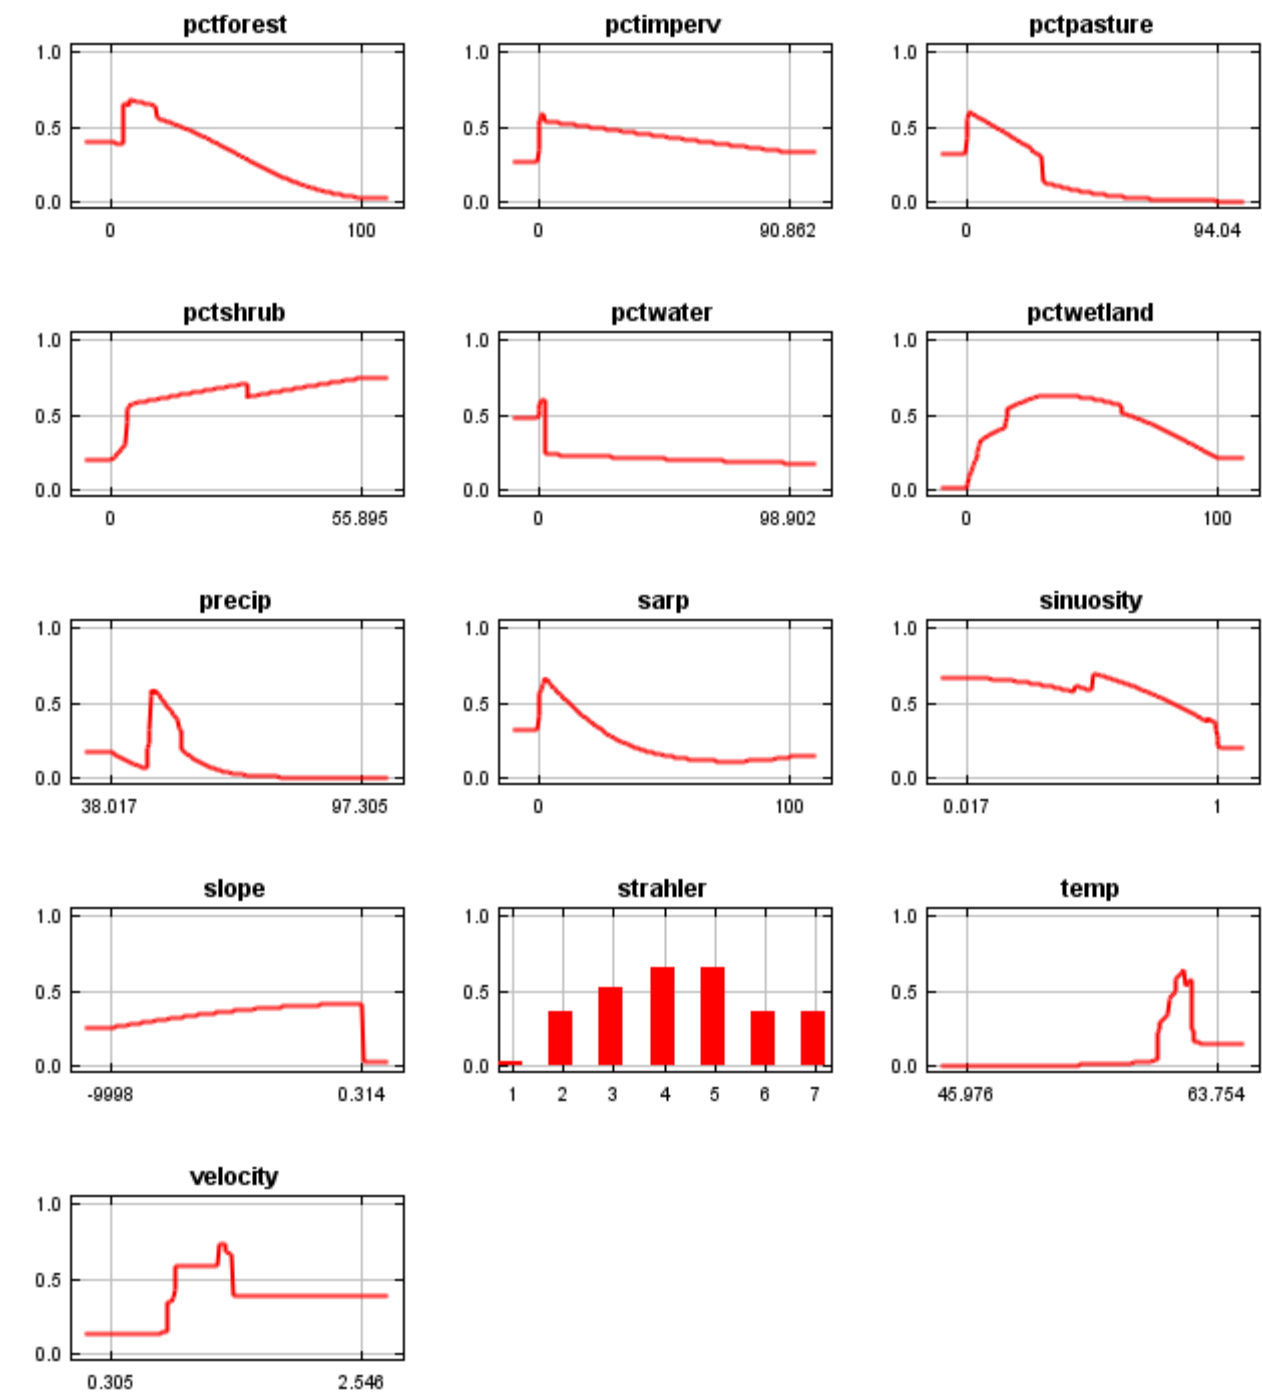 pctforest pctimperv pctpasture
1.0 1.0 1.0
0.5 0.5 0.5
0.0 0.0 0.0
0 100 0 90.862 0 94.04
pctshrub pctwater pctwetland
1.0 1.0 1.0
0.5 0.5 0.5
0.0 0.0 0.0
0 55.895 0 98.902 0 100
precip sarp sinuosity
1.0 1.0 1.0
0.5 0.5 0.5
0.0 0.0 0.0
38.017 97.305 0 100 0.017 1
slope strahler temp
1.0 1.0 1.0
0.5 0.5 0.5
0.0 0.0 0.0
-9998 0.314 1 2 3 4 5 6 7 45.976 63.754
velocity
1.0
0.5
0.0
0.305 2.546